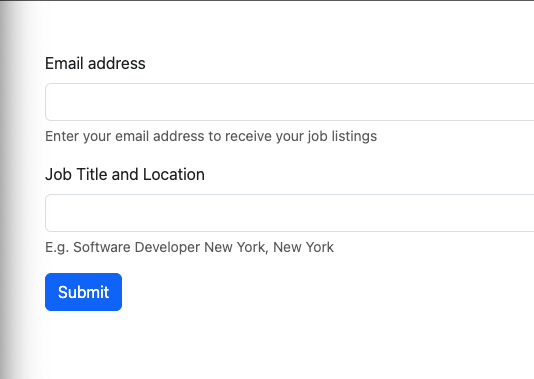 Email address
Enter your email address to receive your job listings
Job Title and Location
E.g. Software Developer New York, New York
Submit